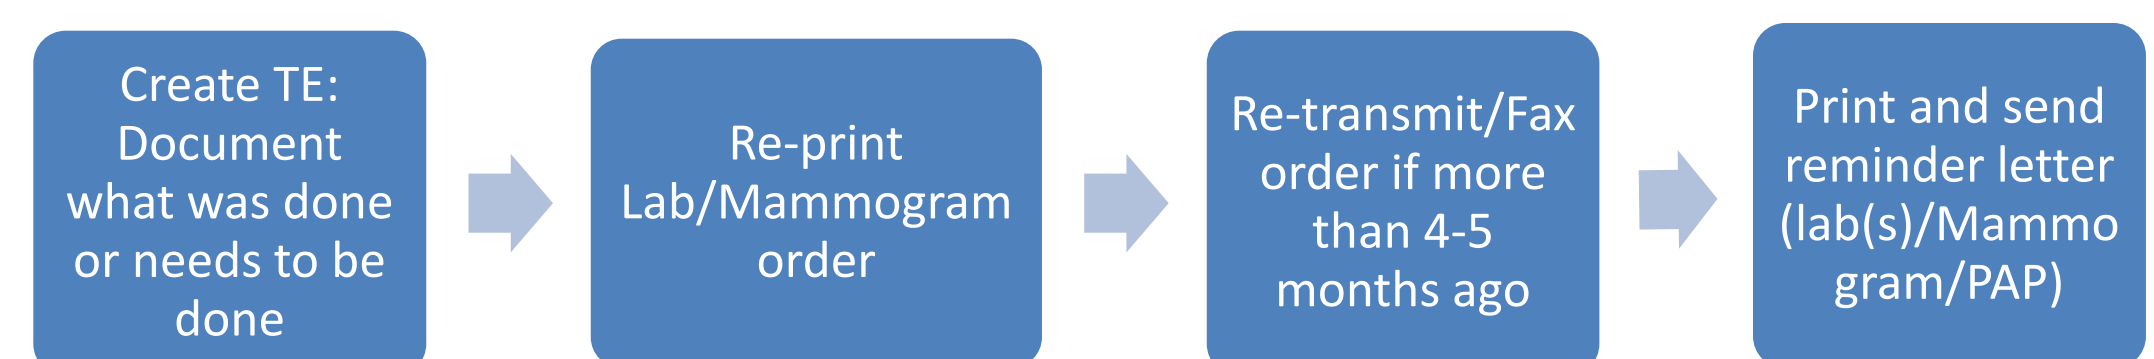 Create TE:
Document
what was done
or needs to be
done
Re-print
Lab/Mammogram
order
Re-transmit/Fax
order if more
than 4-5
months ago
Print and send
reminder letter
(lab(s)/Mammo
gram/PAP)